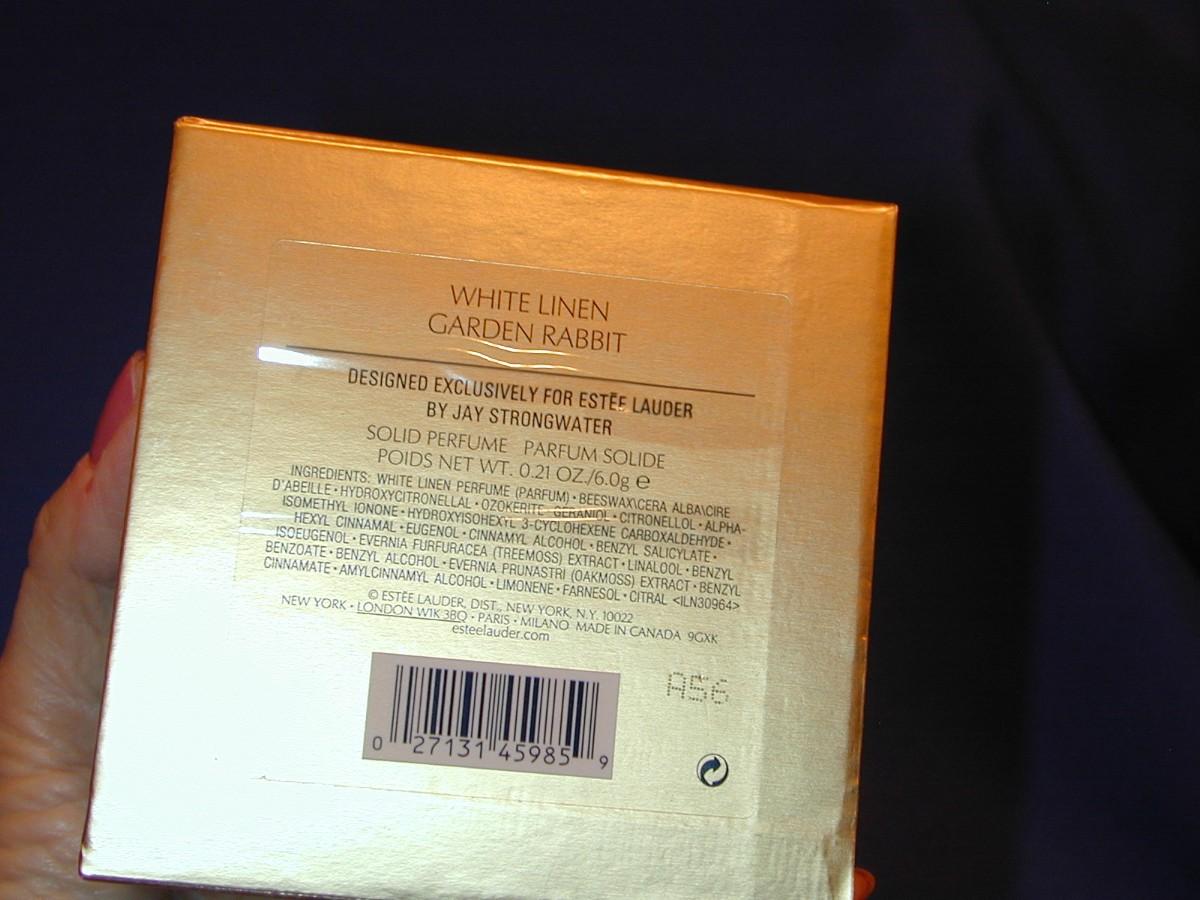 WHITE LINEN
GARDEN RABBIT
DESIGNED EXCLUSIVELY FOR ESTĒE LAUDER
BY JAY STRONGWATER
SOLID PERFUME PARFUM SOLIDE
POIDS NET WT. 0.21 OZ./6.0g e
INGREDIENTS: WHITE LINEN PERFUME (PARFUM) • BEESWAX\CERA ALBA\CIRE
D'ABEILLE • HYDROXYCITRONELLAL • OZOKERITE GERANIOL • CITRONELLOL • ALPHA-
ISOMETHYL IONONE • HYDROXYISOHEXYL 3-CYCLOHEXENE CARBOXALDEHYDE •
HEXYL CINNAMAL • EUGENOL • CINNAMYL ALCOHOL • BENZYL SALICYLATE •
ISOEUGENOL • EVERNIA FURFURACEA (TREEMOSS) EXTRACT • LINALOOL • BENZYL
BENZOATE • BENZYL ALCOHOL • EVERNIA PRUNASTRI (OAKMOSS) EXTRACT • BENZYL
CINNAMATE • AMYLCINNAMYL ALCOHOL • LIMONENE • FARNESOL • CITRAL <ILN30964>
© ESTĒE LAUDER, DIST., NEW YORK, N.Y. 10022
NEW YORK • LONDON W1K 3BQ • PARIS • MILANO MADE IN CANADA 9GXK
esteelauder.com
A56
0 27131 45985 9